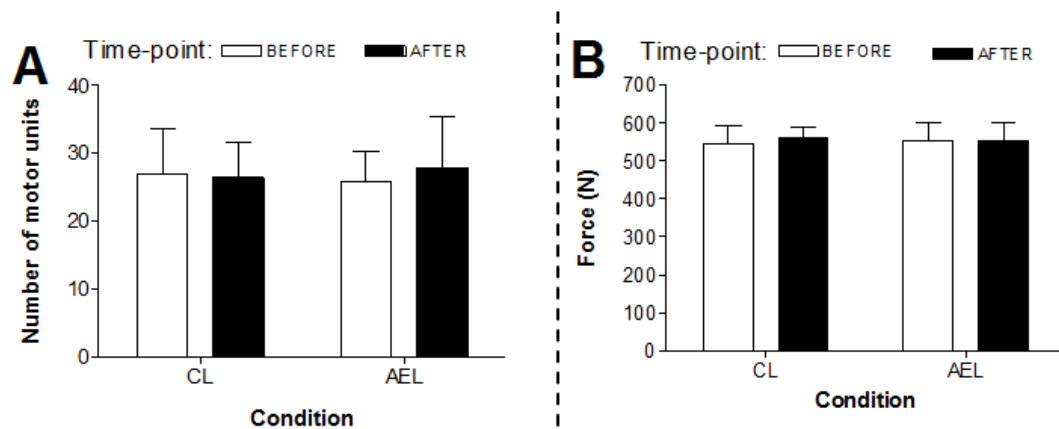 A
Time-point: BEFORE AFTER
Number of motor units
40
30
20
10
0
CL AEL
Condition
B
Time-point: BEFORE AFTER
Force (N)
700
600
500
400
300
200
100
0
CL AEL
Condition